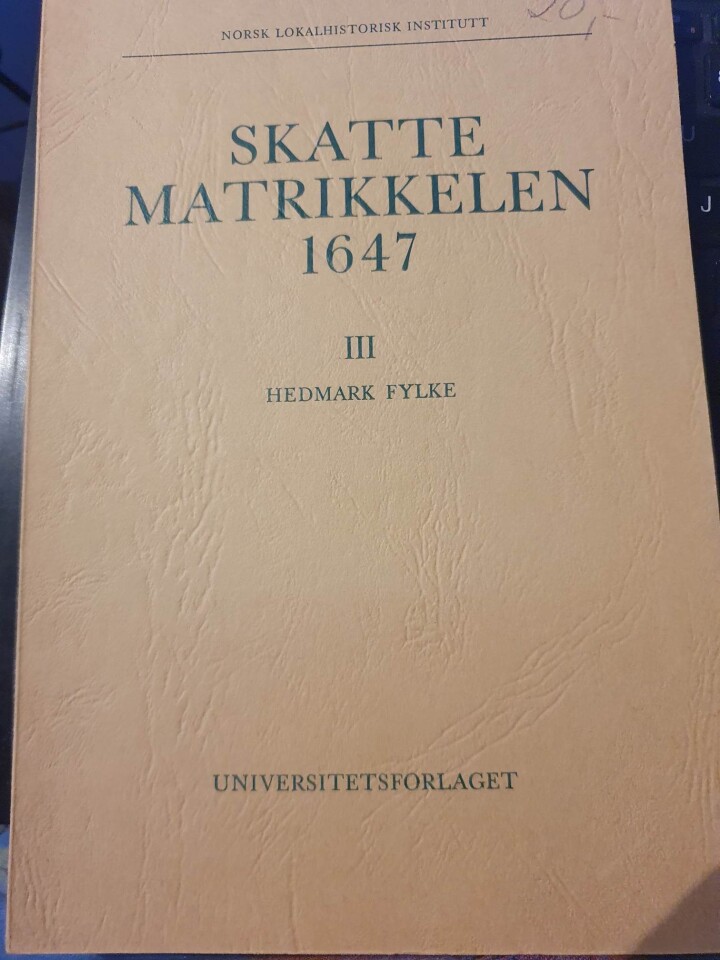 NORSK LOKALHISTORISK INSTITUTT
SKATTE
MATRIKKELEN
1647
III
HEDMARK FYLKE
UNIVERSITETSFORLAGET
J